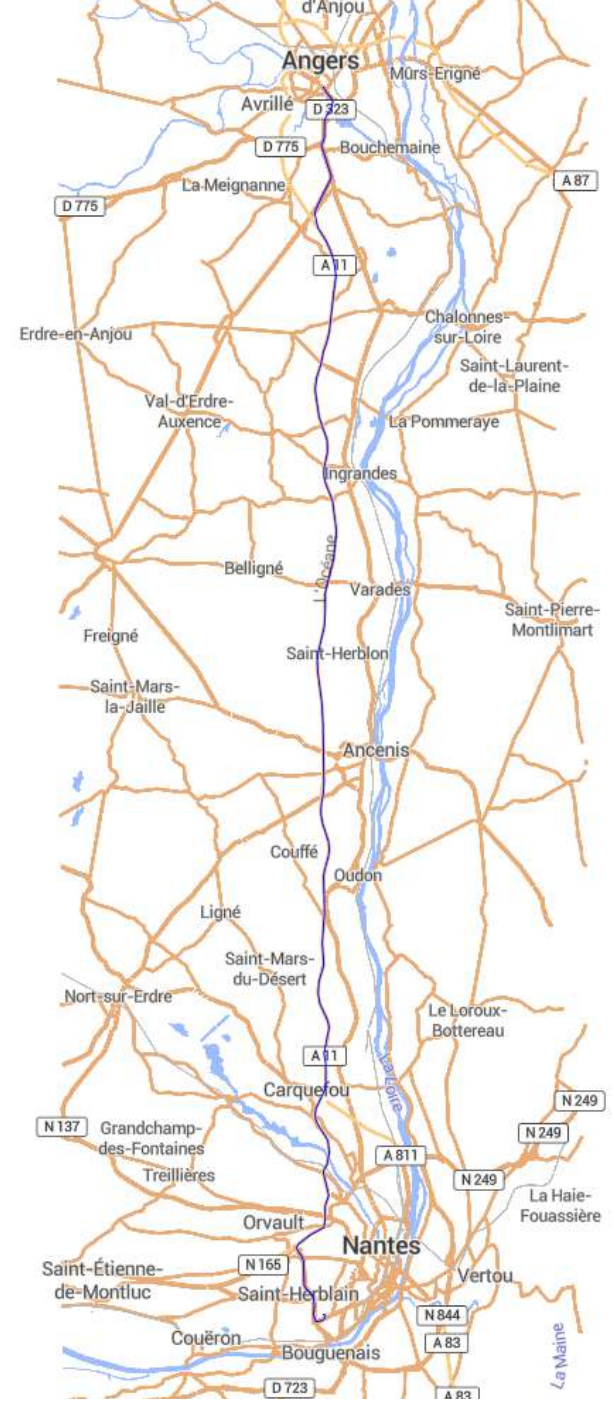 d'Anjou
Angers
Mûrs-Erigné
Avrillé
D 323
D 775
Bouchemaine
La Meignanne
A 87
D 775
A 11
Chalonnes-
sur-Loire
Erdre-en-Anjou
Saint-Laurent-
de-la-Plaine
Val-d'Erdre-
Auxence
La Pommeraye
Ingrandes
L'Océane
Belligné
Varades
Saint-Pierre-
Montlimart
Freigné
Saint-Herblon
Saint-Mars-
la-Jaille
Ancenis
Couffé
Oudon
Ligné
Saint-Mars-
du-Désert
Nort-sur-Erdre
Le Loroux-
Bottereau
A 11
La Loire
Carquefou
N 249
N 137
Grandchamp-
des-Fontaines
N 249
A 811
Treillières
N 249
La Haie-
Fouassière
Orvault
Nantes
N 165
Saint-Étienne-
de-Montluc
Vertou
Saint-Herblain
N 844
Couëron
A 83
Bouguenais
La Maine
D 723
A 83